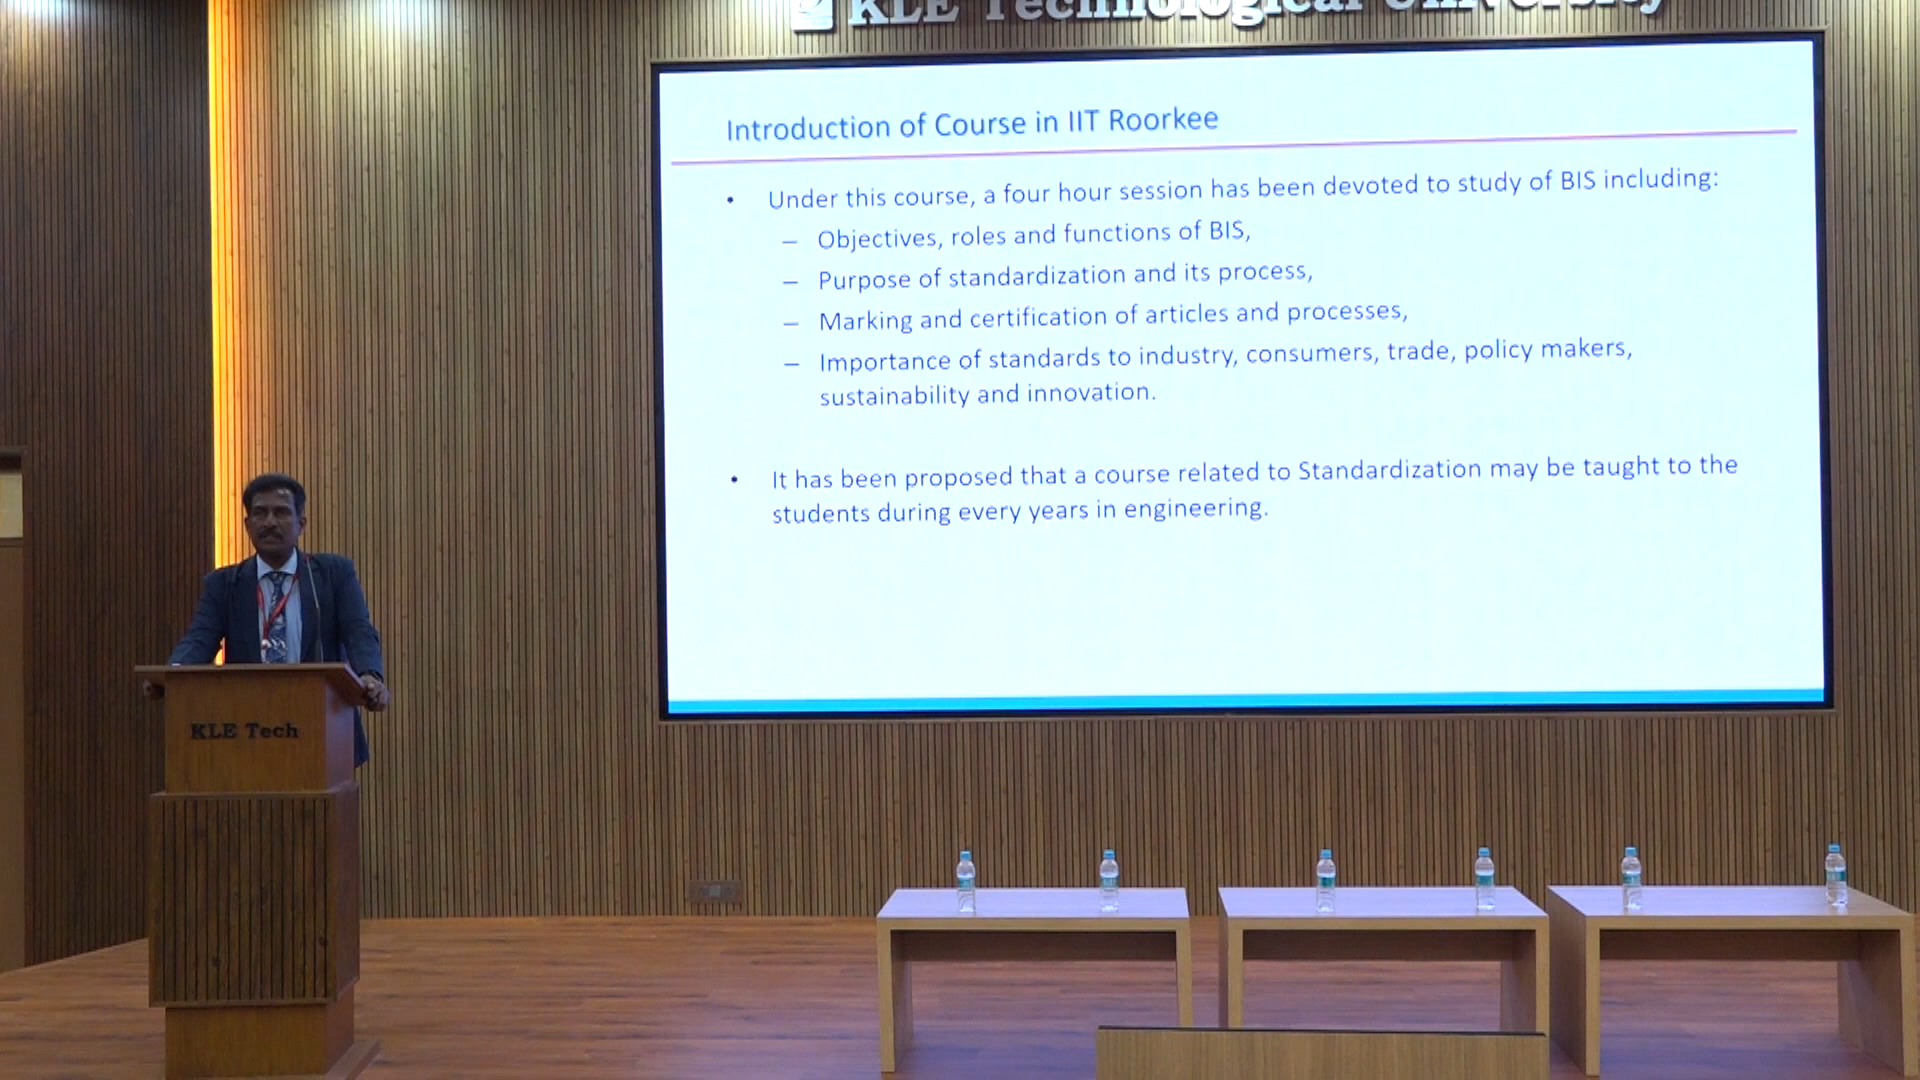 KLE Technological University
Introduction of Course in IIT Roorkee
• Under this course, a four hour session has been devoted to study of BIS including:
– Objectives, roles and functions of BIS,
– Purpose of standardization and its process,
– Marking and certification of articles and processes,
– Importance of standards to industry, consumers, trade, policy makers,
sustainability and innovation.
• It has been proposed that a course related to Standardization may be taught to the
students during every years in engineering.
KLE Tech